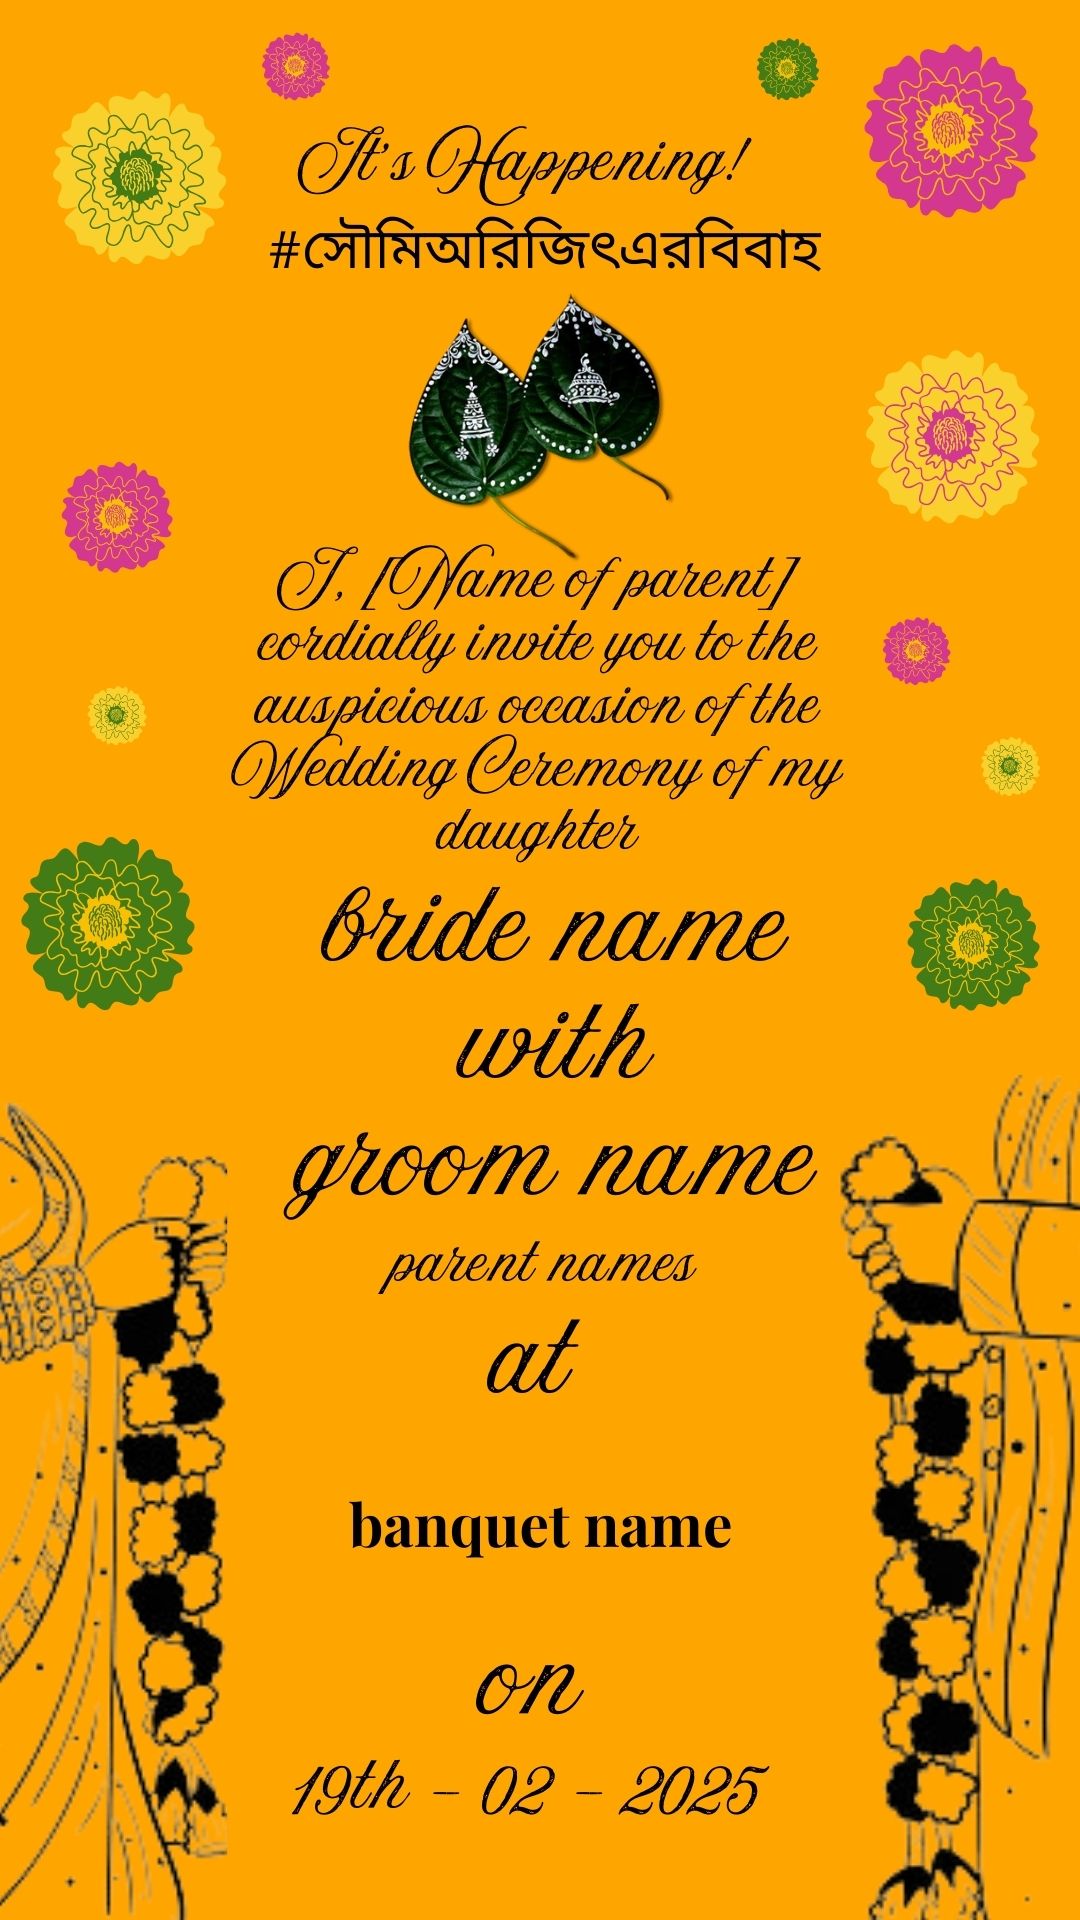 It's Happening!
#সৌমিঅরিজিৎএরবিবাহ
I, [Name of parent]
cordially invite you to the
auspicious occasion of the
Wedding Ceremony of my
daughter
bride name
with
groom name
parent names
at
banquet name
on
19th - 02 - 2025